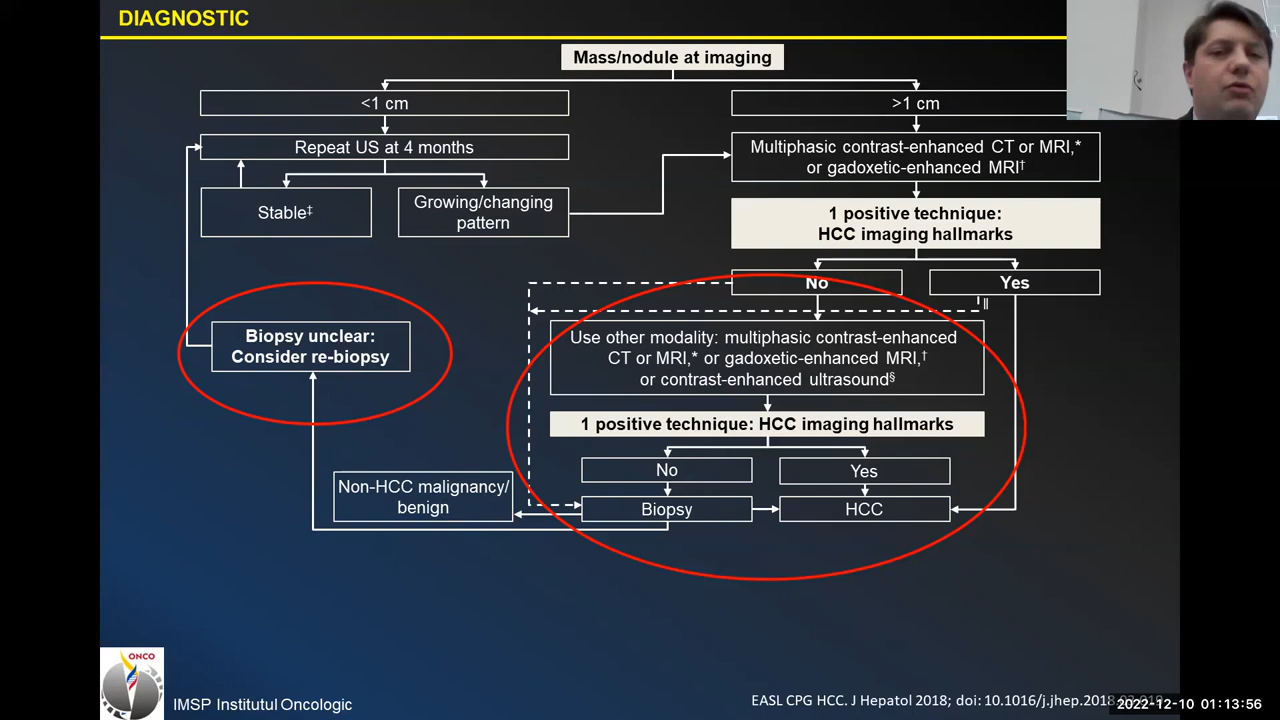 DIAGNOSTIC
Mass/nodule at imaging
<1 cm
>1 cm
Repeat US at 4 months
Multiphasic contrast-enhanced CT or MRI,*
or gadoxetic-enhanced MRI†
Stable‡
Growing/changing
pattern
1 positive technique:
HCC imaging hallmarks
No
Yes
||
Biopsy unclear:
Consider re-biopsy
Use other modality: multiphasic contrast-enhanced
CT or MRI,* or gadoxetic-enhanced MRI,†
or contrast-enhanced ultrasound§
1 positive technique: HCC imaging hallmarks
No
Yes
Non-HCC malignancy/
benign
Biopsy
HCC
ONCO
IMSP Institutul Oncologic
EASL CPG HCC. J Hepatol 2018; doi: 10.1016/j.jhep.2018
2022-12-10 01:13:56